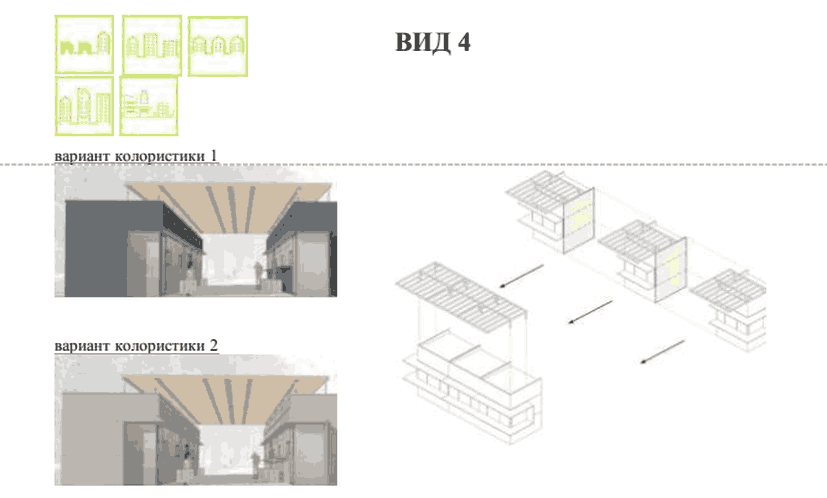 ВИД 4
вариант колористики 1
вариант колористики 2